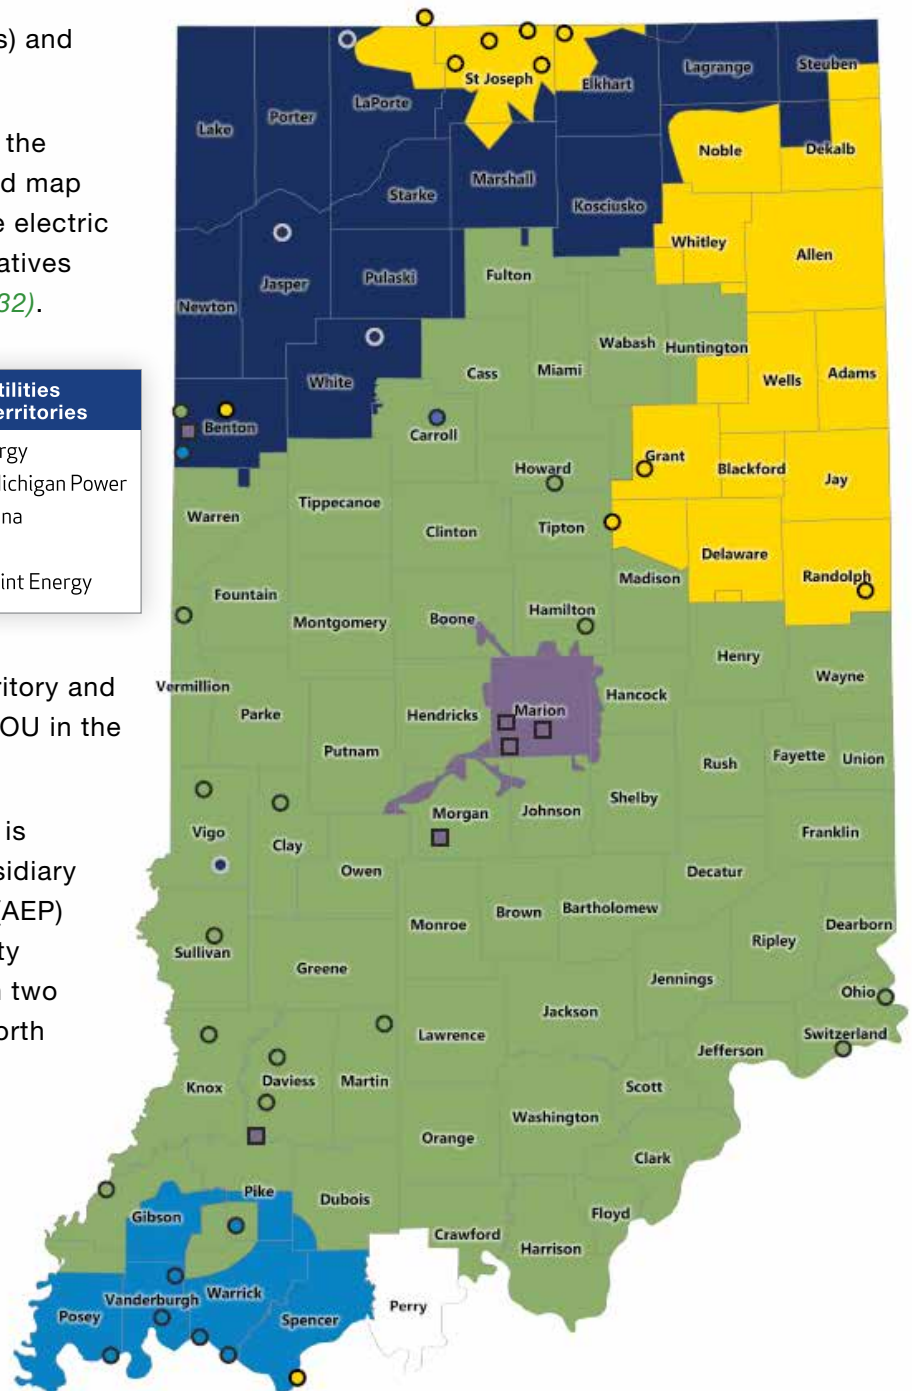 s) and
the
d map
e electric
atives
32).
tilities
erritories
rgy
ichigan Power
na
int Energy
ritory and
OU in the
is
sidiary
(AEP)
ty
two
orth
St Joseph
Elkhart
Lagrange
Steuben
LaPorte
Porter
Lake
Noble
Dekalb
Starke
Marshall
Kosciusko
Whitley
Allen
Fulton
Pulaski
Jasper
Newton
Wabash
Huntington
Cass
Miami
White
Wells
Adams
Benton
Carroll
Grant
Blackford
Jay
Howard
Tippecanoe
Warren
Clinton
Tipton
Delaware
Randolph
Madison
Fountain
Montgomery
Boone
Hamilton
Henry
Wayne
Vermillion
Parke
Hendricks
Marion
Hancock
Putnam
Rush
Fayette
Union
Shelby
Morgan
Johnson
Vigo
Clay
Franklin
Owen
Decatur
Monroe
Brown
Bartholomew
Dearborn
Ripley
Sullivan
Greene
Jennings
Ohio
Jackson
Lawrence
Switzerland
Jefferson
Knox
Daviess
Martin
Scott
Washington
Orange
Clark
Pike
Dubois
Gibson
Floyd
Crawford
Harrison
Warrick
Vanderburgh
Posey
Spencer
Perry